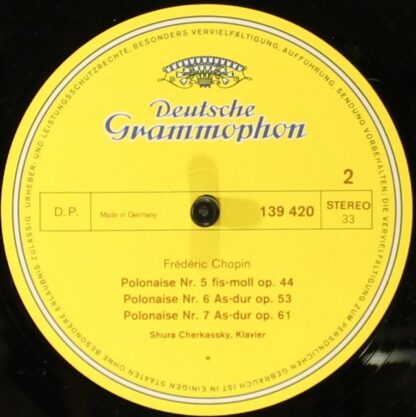 Deutsche
Grammophon
2
D.P.
Made in Germany
139 420
STEREO
33
Frédéric Chopin
Polonaise Nr. 5 fis-moll op. 44
Polonaise Nr. 6 As-dur op. 53
Polonaise Nr. 7 As-dur op. 61
Shura Cherkassky, Klavier
*
URHEBER- UND LEISTUNGSSCHUTZRECHTE, BESONDERS VERVIELFÄLTIGUNG, AUFFÜHRUNG, SENDUNG VORBEHALTEN; DIE VERVIELFÄLTIGUNG ZUM PERSÖNLICHEN GEBRAUCH IST IN EINIGEN STAATEN OHNE BESONDERE ERLAUBNIS ZULÄSSIG